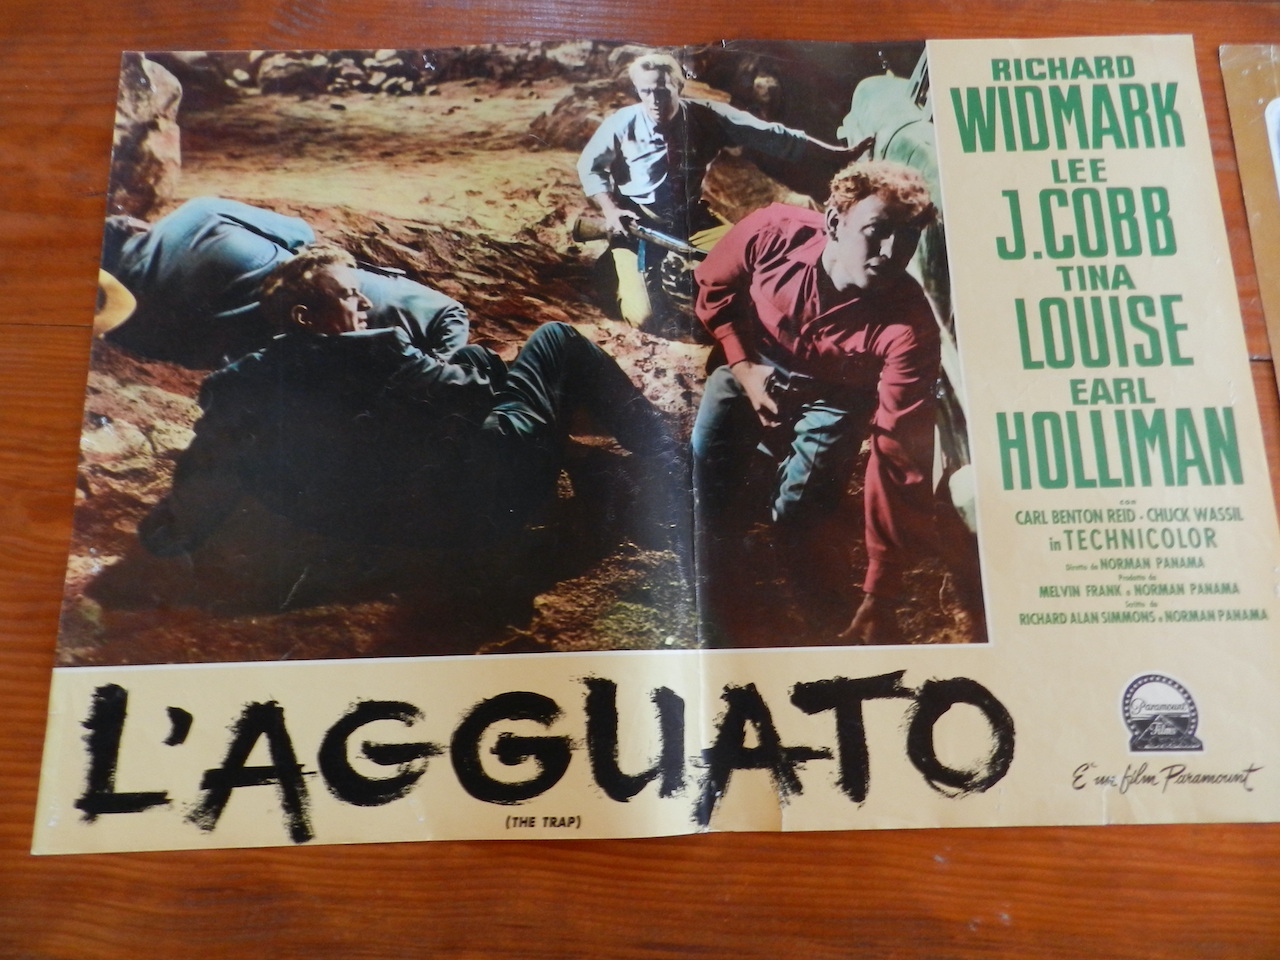 RICHARD
WIDMARK
LEE
J.COBB
TINA
LOUISE
EARL
HOLLIMAN
con
CARL BENTON REID - CHUCK WASSIL
in TECHNICOLOR
Diretto da NORMAN PANAMA
Prodotto da
MELVIN FRANK e NORMAN PANAMA
Scritto da
RICHARD ALAN SIMMONS e NORMAN PANAMA
L'AGGUATO
(THE TRAP)
Paramount
Films
E' un film Paramount